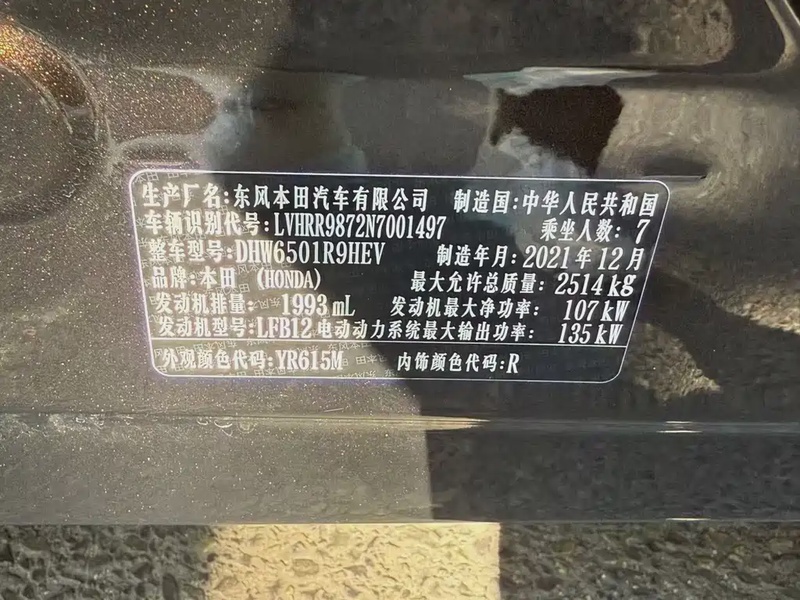 生产厂名:东风本田汽车有限公司 制造国:中华人民共和国
车辆识别代号:LVHRR9872N7001497 乘坐人数:7
整车型号:DHW6501R9HEV 制造年月:2021年12月
品牌:本田 (HONDA) 最大允许总质量:2514kg
发动机排量: 1993mL 发动机最大净功率: 107kW
发动机型号:LFB12 电动动力系统最大输出功率: 135kW
外观颜色代码:YR615M 内饰颜色代码:R